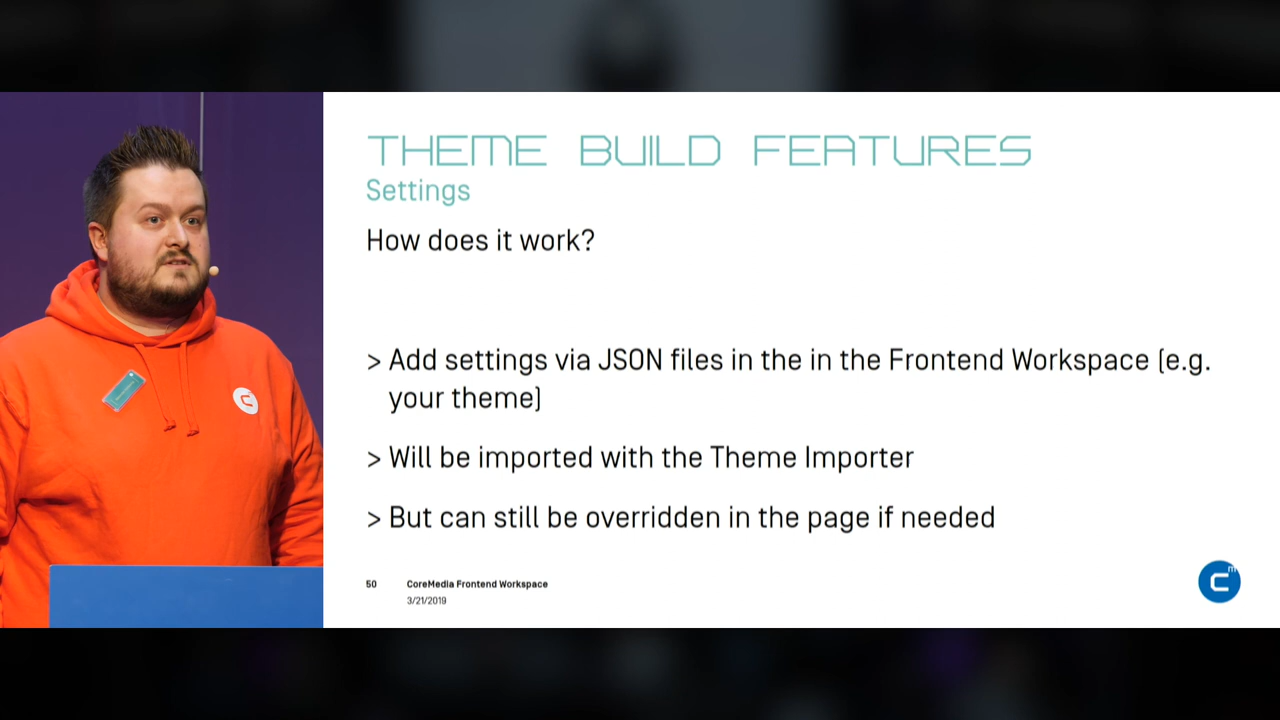 THEME BUILD FEATURES
Settings
How does it work?
> Add settings via JSON files in the in the Frontend Workspace (e.g.
your theme)
> Will be imported with the Theme Importer
> But can still be overridden in the page if needed
50 CoreMedia Frontend Workspace
3/21/2019